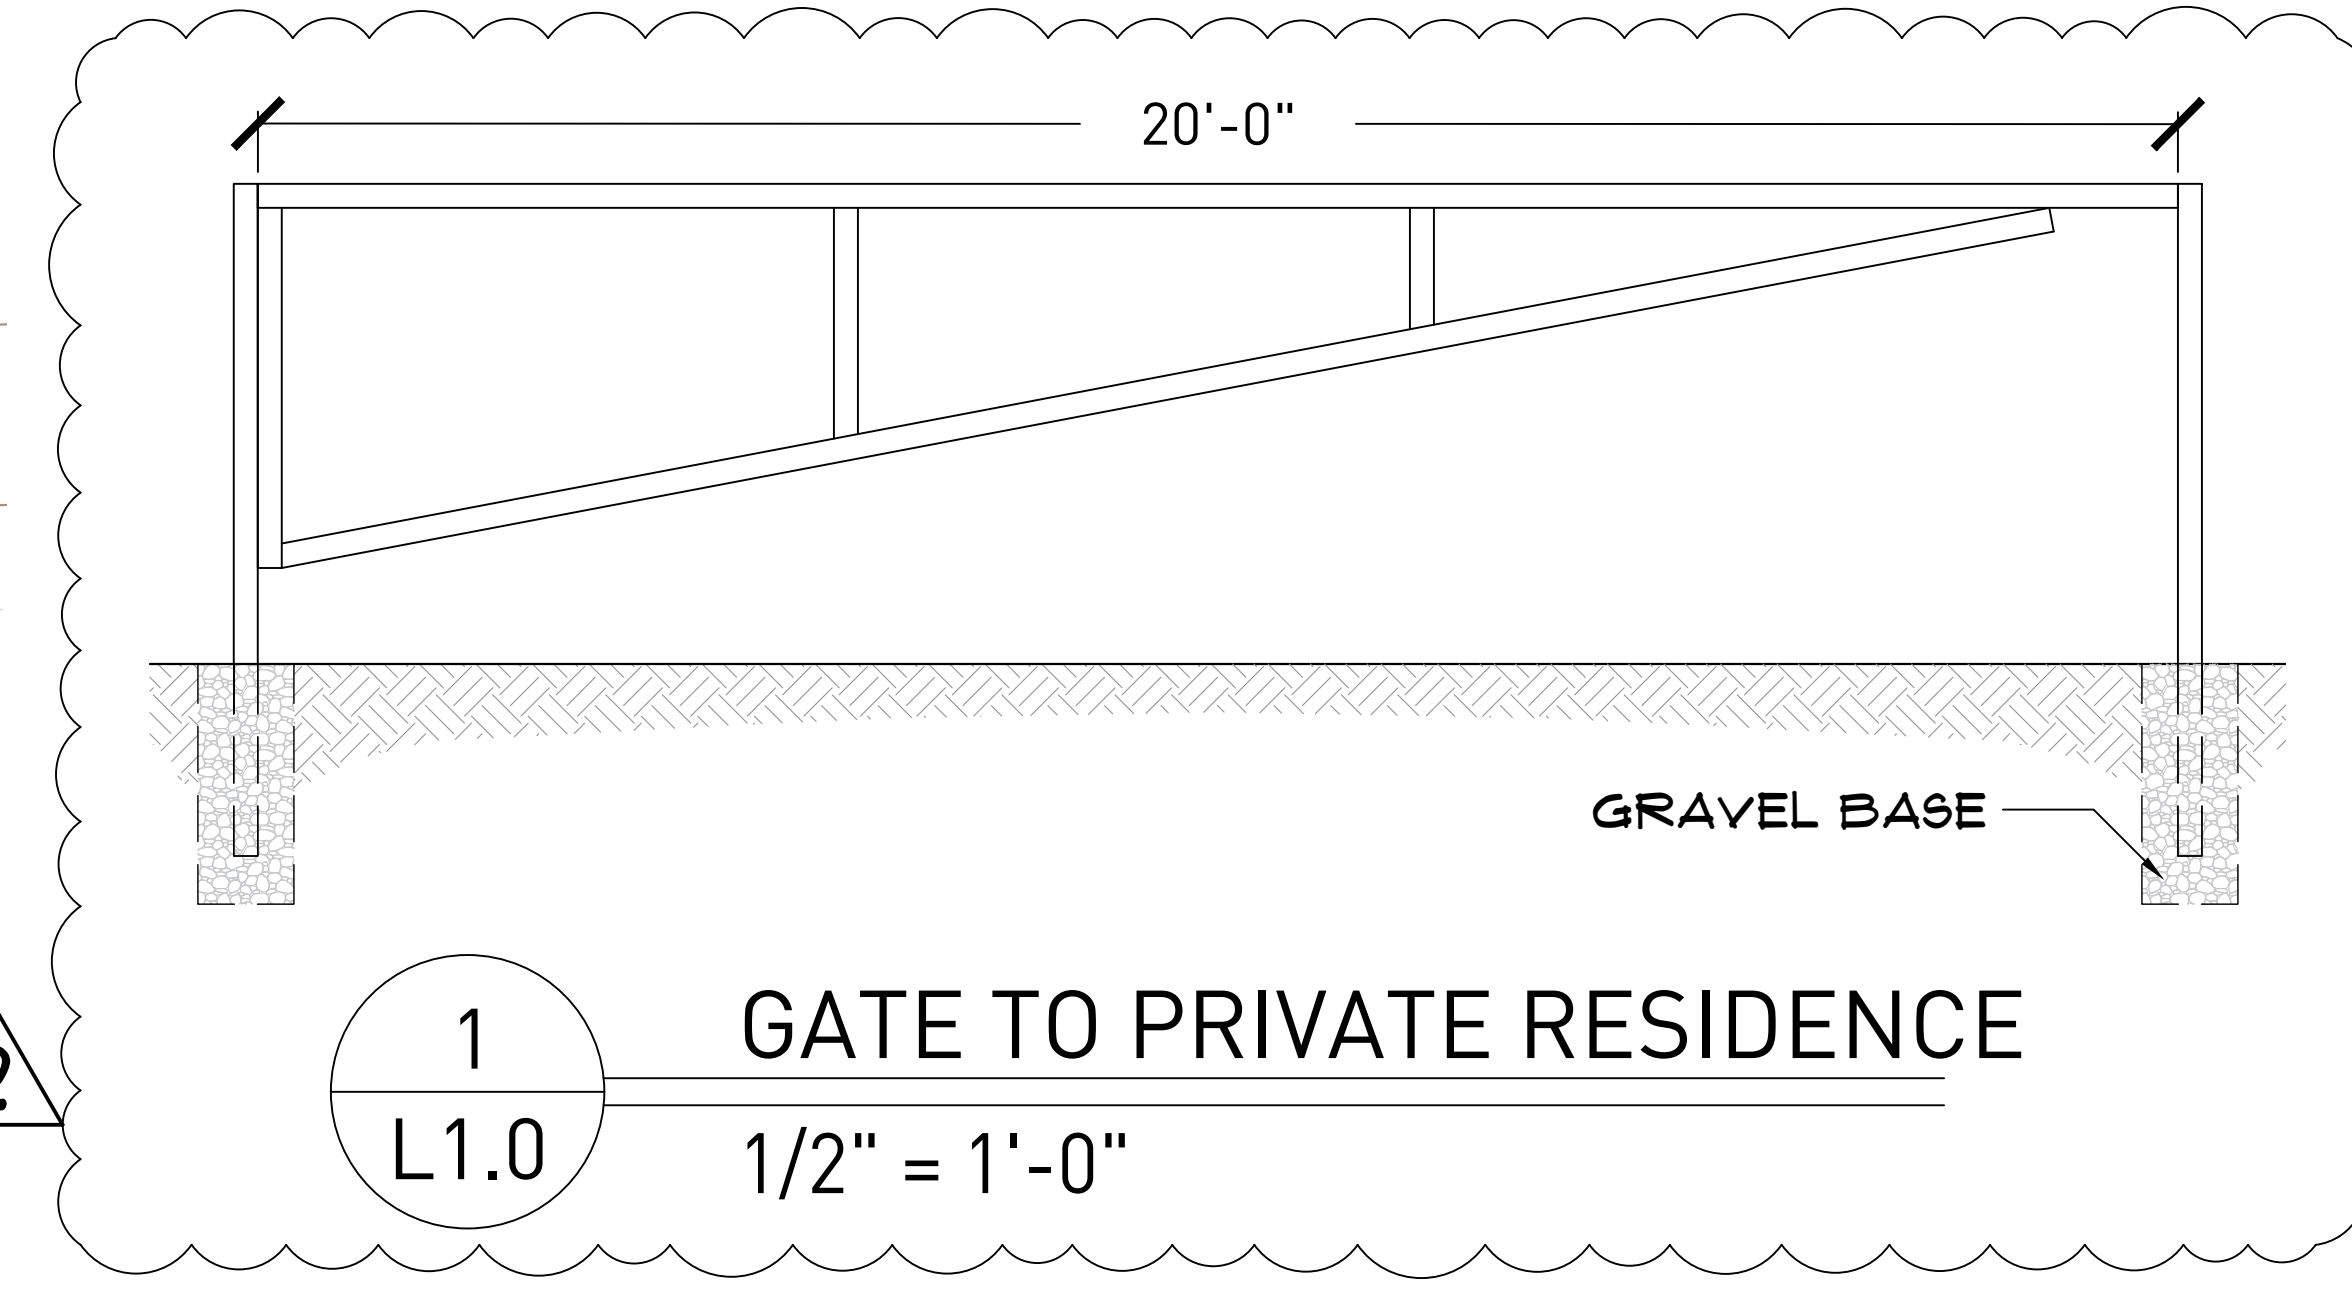 20'-0"
GRAVEL BASE
1
L1.0
GATE TO PRIVATE RESIDENCE
1/2" = 1'-0"